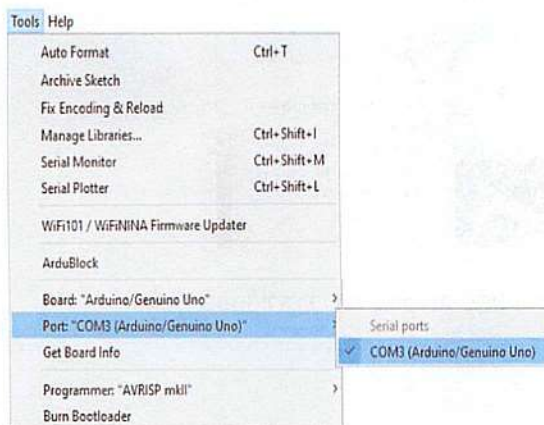 Tools Help
Auto Format Ctrl+T
Archive Sketch
Fix Encoding & Reload
Manage Libraries... Ctrl+Shift+I
Serial Monitor Ctrl+Shift+M
Serial Plotter Ctrl+Shift+L
WiFi101 / WiFiNINA Firmware Updater
ArduBlock
Board: "Arduino/Genuino Uno"
Port: "COM3 (Arduino/Genuino Uno)"
Serial ports
Get Board Info
COM3 (Arduino/Genuino Uno)
Programmer: "AVRISP mkII"
Burn Bootloader